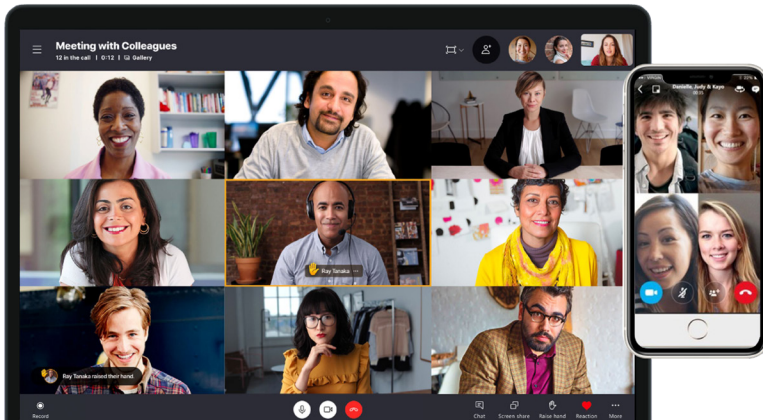 Meeting with Colleagues
12 in the call | 0:12 | Gallery
Ray Tanaka ...
Ray Tanaka raised their hand
Record
Chat
Screen share
Raise hand
Reaction
More
Danielle, Judy & Kayo